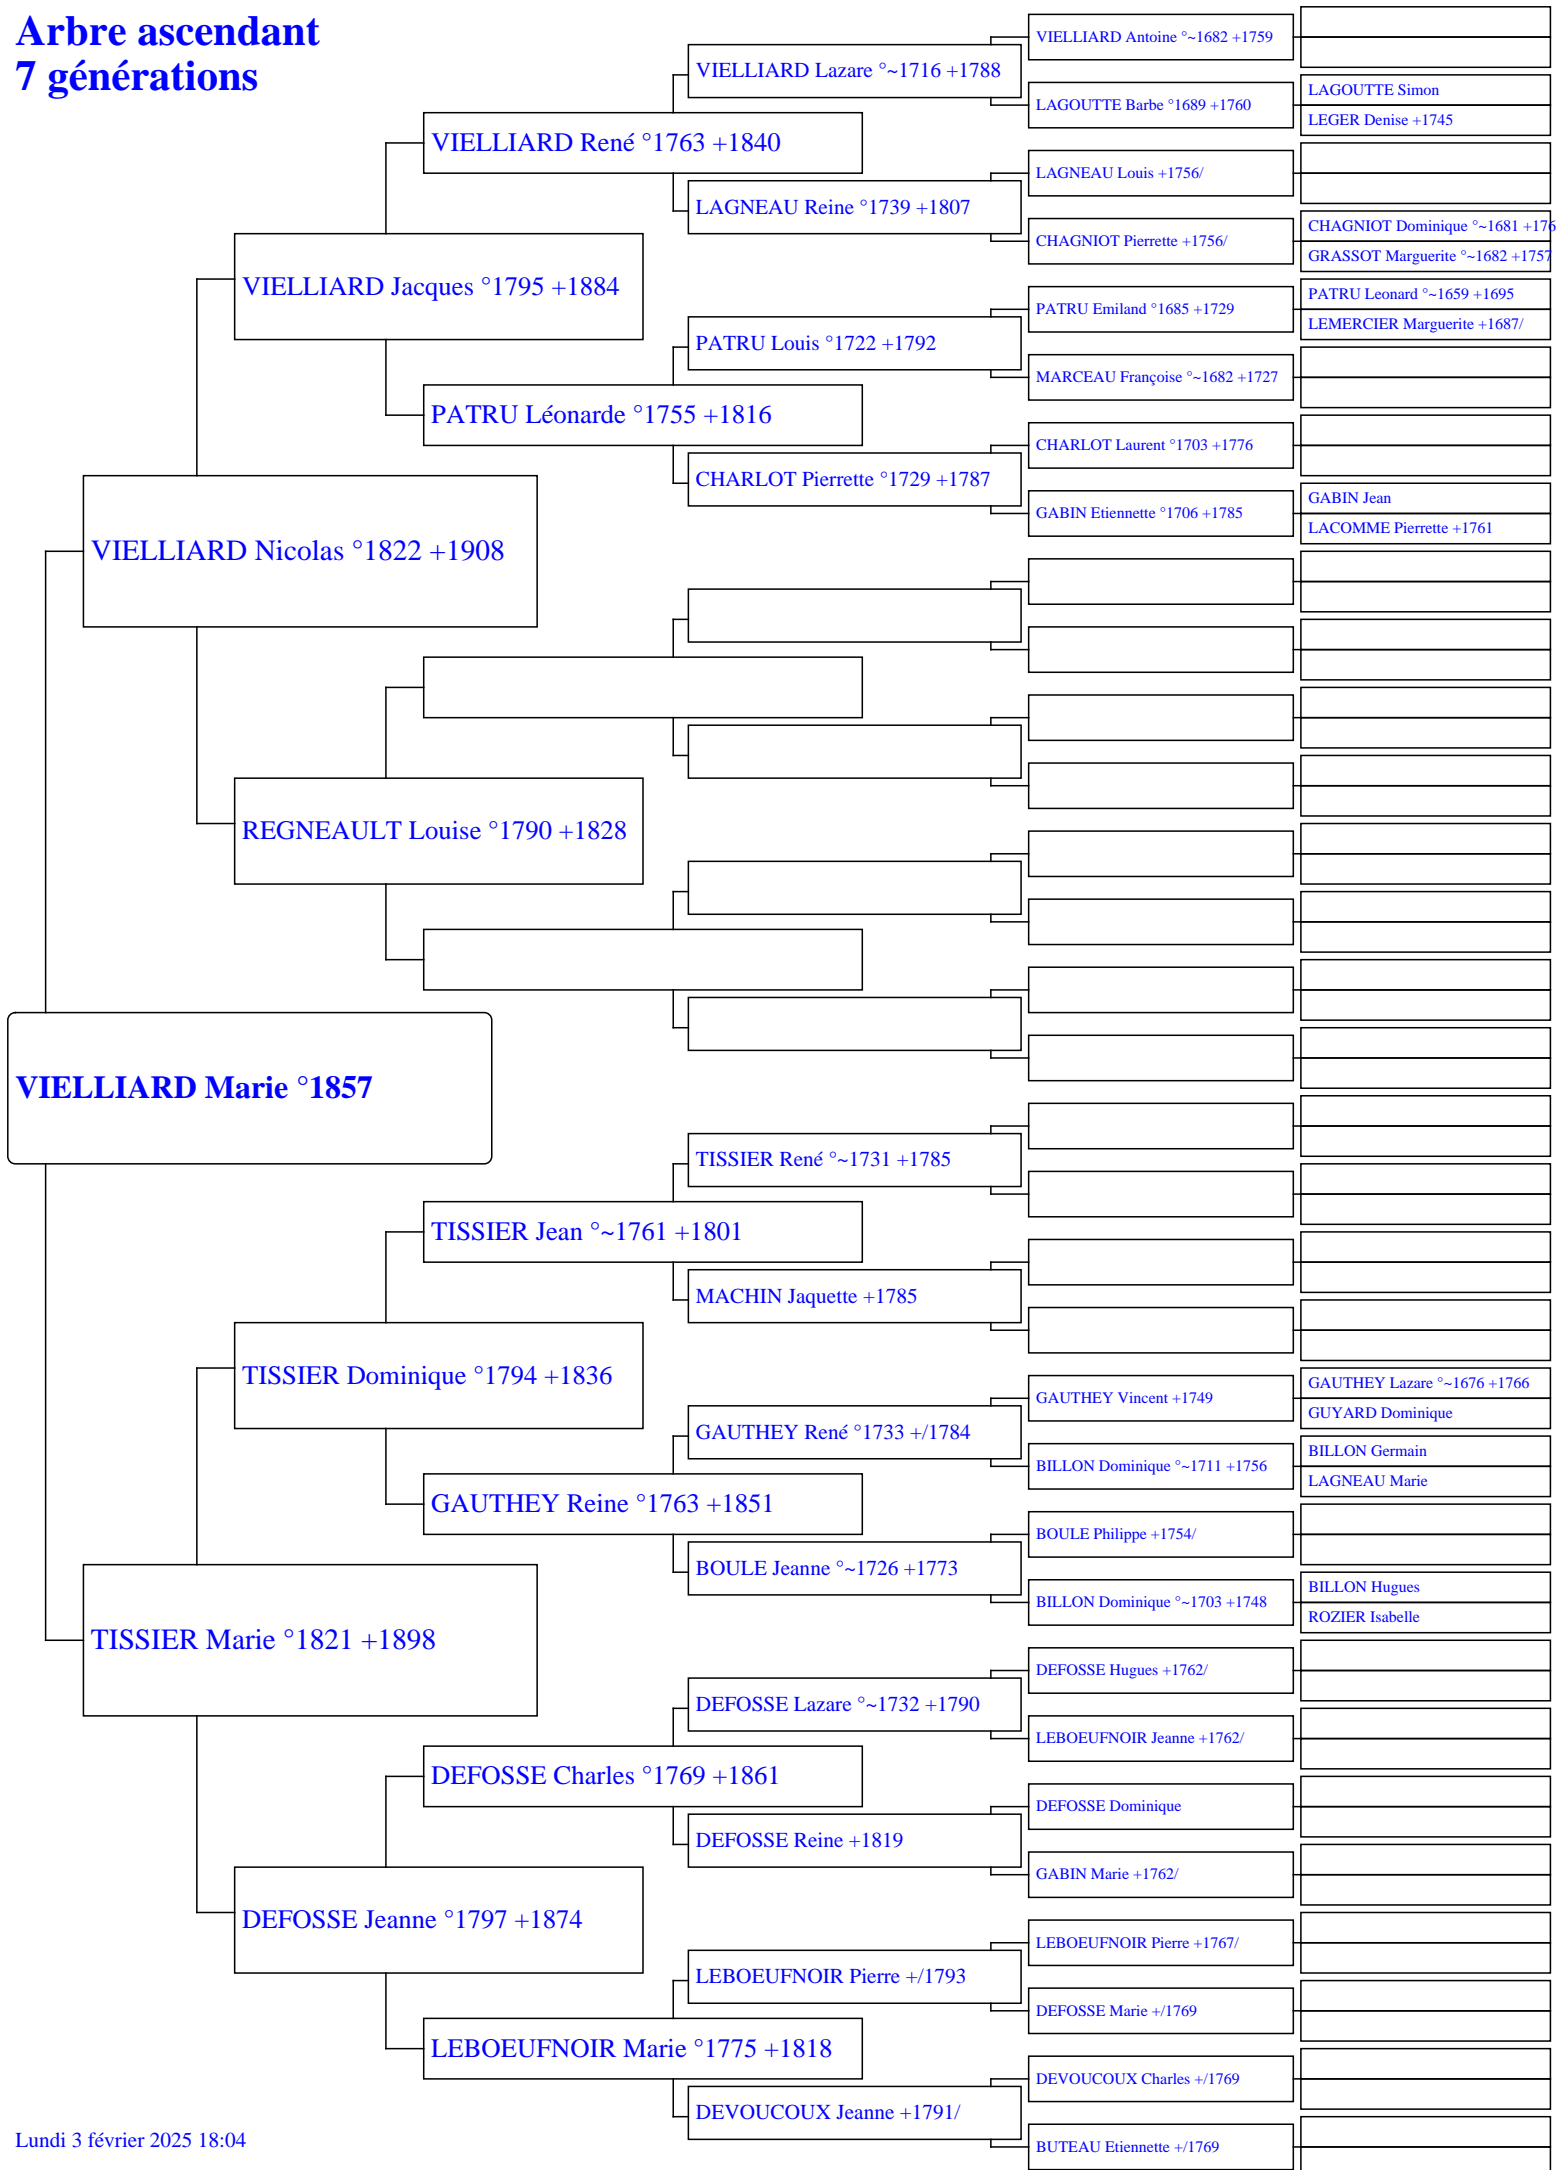 Arbre ascendant
7 générations
VIELLIARD Antoine °~1682 +1759
VIELLIARD Lazare °~1716 +1788
LAGOUTTE Simon
LAGOUTTE Barbe °1689 +1760
LEGER Denise +1745
VIELLIARD René °1763 +1840
LAGNEAU Louis +1756/
LAGNEAU Reine °1739 +1807
CHAGNIOT Dominique °~1681 +176
CHAGNIOT Pierrette +1756/
GRASSOT Marguerite °~1682 +1757
VIELLIARD Jacques °1795 +1884
PATRU Leonard °~1659 +1695
PATRU Emiland °1685 +1729
LEMERCIER Marguerite +1687/
PATRU Louis °1722 +1792
MARCEAU Françoise °~1682 +1727
PATRU Léonarde °1755 +1816
CHARLOT Laurent °1703 +1776
CHARLOT Pierrette °1729 +1787
GABIN Jean
GABIN Etiennette °1706 +1785
LACOMME Pierrette +1761
VIELLIARD Nicolas °1822 +1908
REGNEAULT Louise °1790 +1828
VIELLIARD Marie °1857
TISSIER René °~1731 +1785
TISSIER Jean °~1761 +1801
MACHIN Jaquette +1785
TISSIER Dominique °1794 +1836
GAUTHEY Lazare °~1676 +1766
GAUTHEY Vincent +1749
GUYARD Dominique
GAUTHEY René °1733 +/1784
BILLON Germain
BILLON Dominique °~1711 +1756
LAGNEAU Marie
GAUTHEY Reine °1763 +1851
BOULE Philippe +1754/
BOULE Jeanne °~1726 +1773
BILLON Hugues
BILLON Dominique °~1703 +1748
ROZIER Isabelle
TISSIER Marie °1821 +1898
DEFOSSE Hugues +1762/
DEFOSSE Lazare °~1732 +1790
LEBOEUFNOIR Jeanne +1762/
DEFOSSE Charles °1769 +1861
DEFOSSE Dominique
DEFOSSE Reine +1819
GABIN Marie +1762/
DEFOSSE Jeanne °1797 +1874
LEBOEUFNOIR Pierre +1767/
LEBOEUFNOIR Pierre +/1793
DEFOSSE Marie +/1769
LEBOEUFNOIR Marie °1775 +1818
DEVOUCOUX Charles +/1769
DEVOUCOUX Jeanne +1791/
BUTEAU Etiennette +/1769
Lundi 3 février 2025 18:04